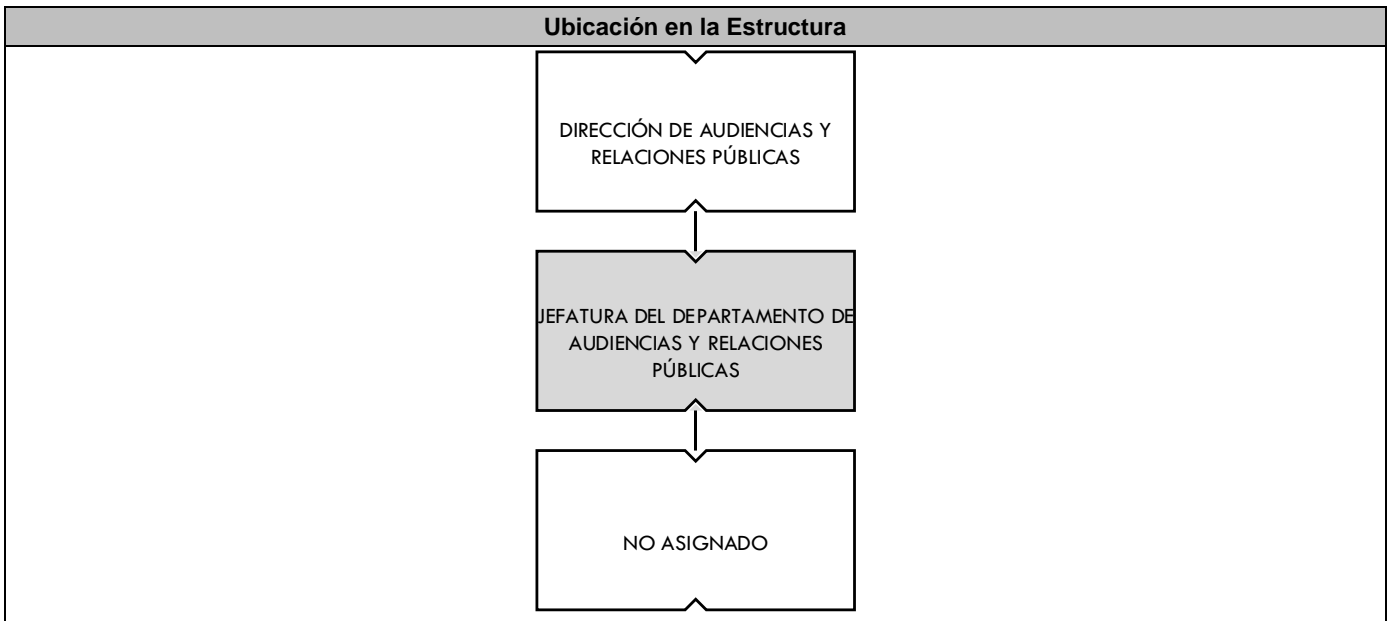 Ubicación en la Estructura
DIRECCIÓN DE AUDIENCIAS Y
RELACIONES PÚBLICAS
JEFATURA DEL DEPARTAMENTO DE
AUDIENCIAS Y RELACIONES
PÚBLICAS
NO ASIGNADO